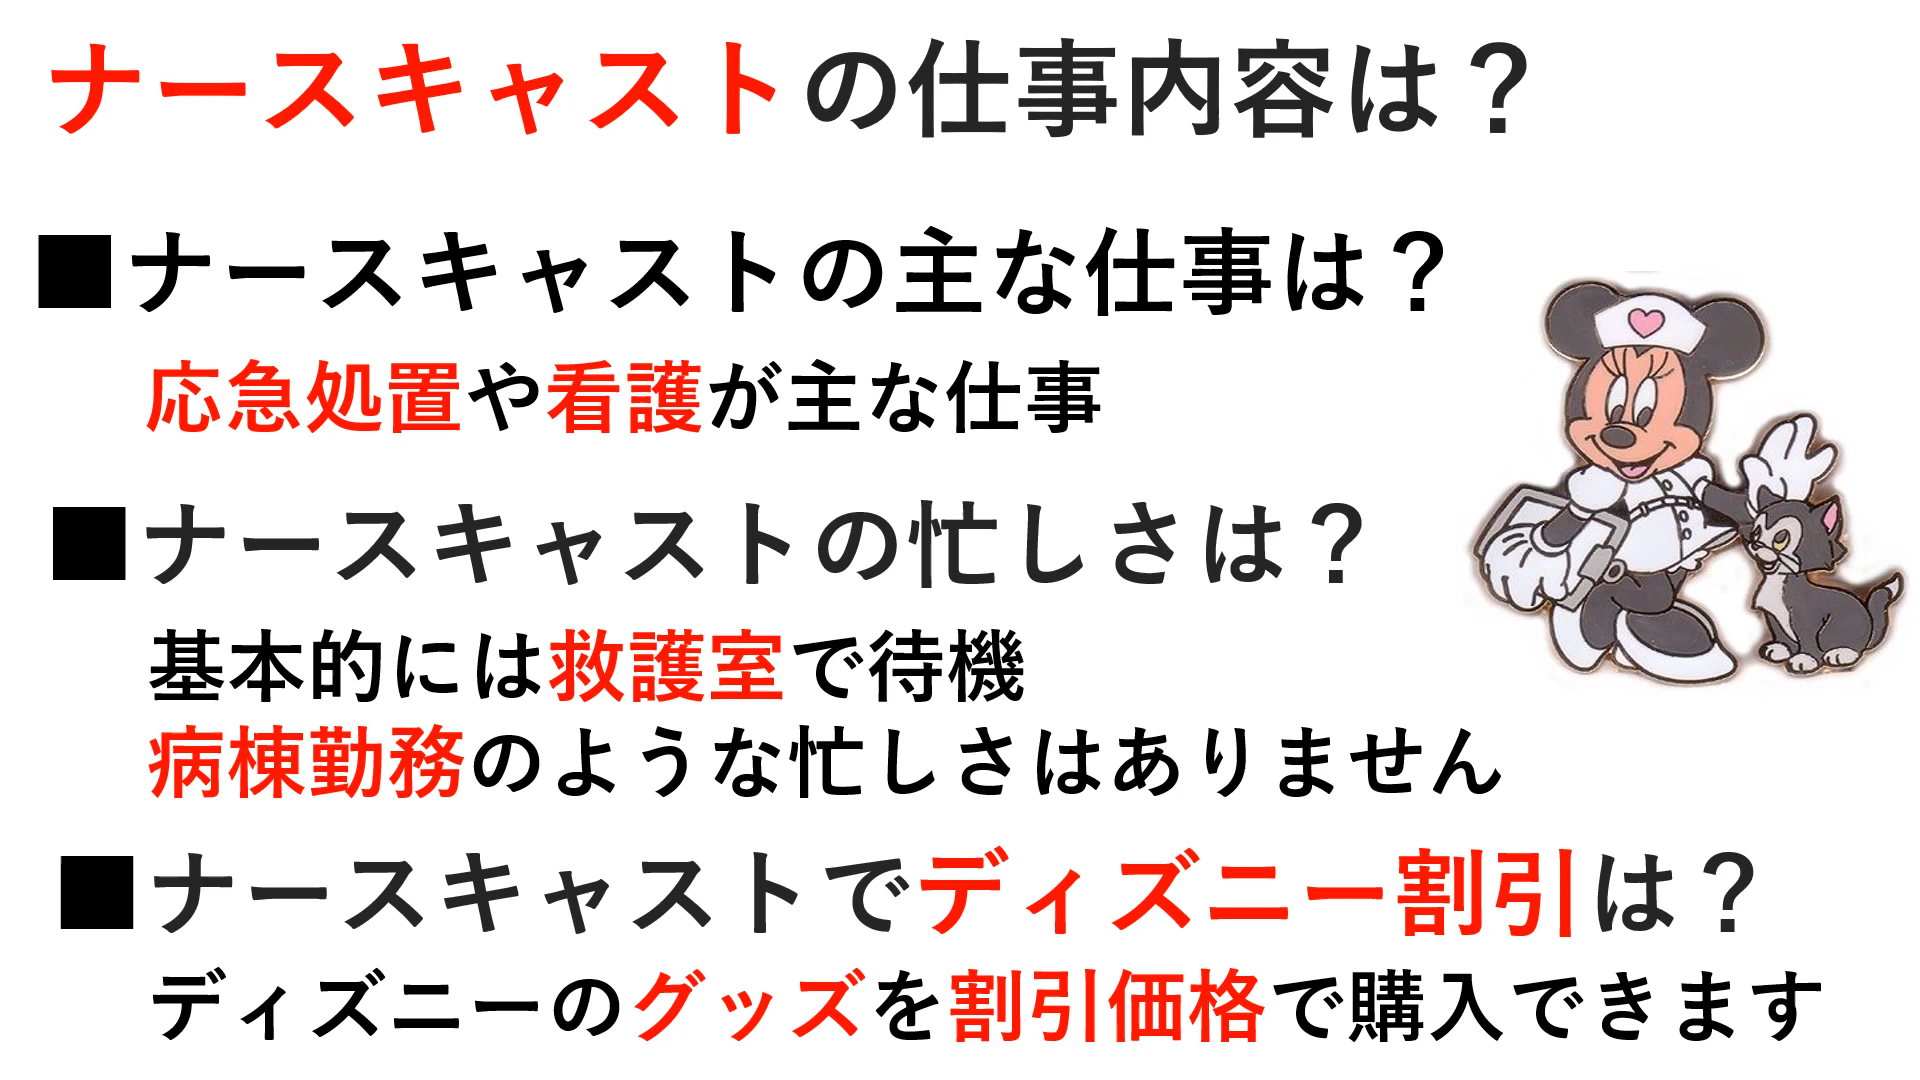 ナースキャストの仕事内容は？
■ナースキャストの主な仕事は？
応急処置や看護が主な仕事
■ナースキャストの忙しさは？
基本的には救護室で待機
病棟勤務のような忙しさはありません
■ナースキャストでディズニー割引は？
ディズニーのグッズを割引価格で購入できます